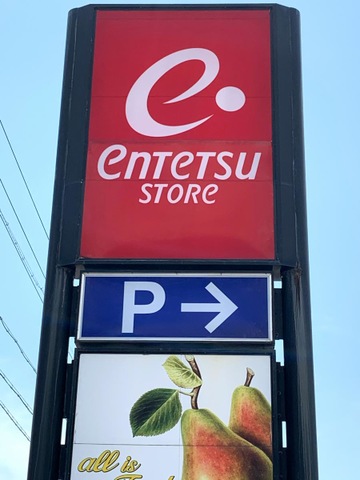 e.
entetsu
STORE
P →
all is